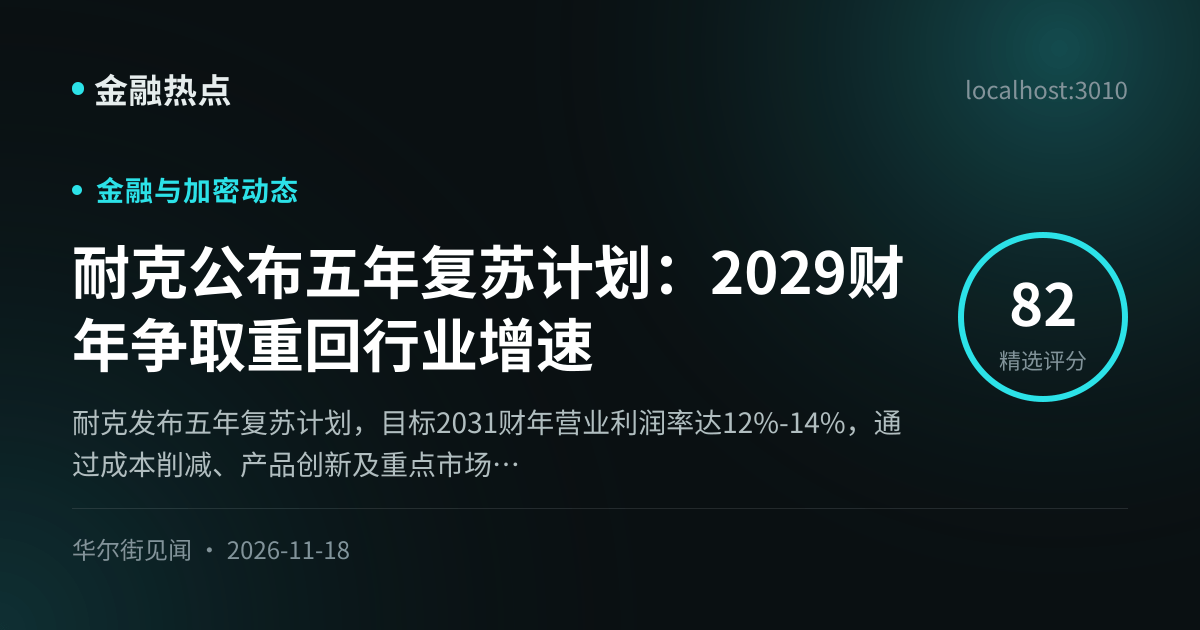 金融热点
localhost:3010
金融与加密动态
耐克公布五年复苏计划：2029财
年争取重回行业增速
82
精选评分
耐克发布五年复苏计划，目标2031财年营业利润率达12%-14%，通
过成本削减、产品创新及重点市场…
华尔街见闻 · 2026-11-18